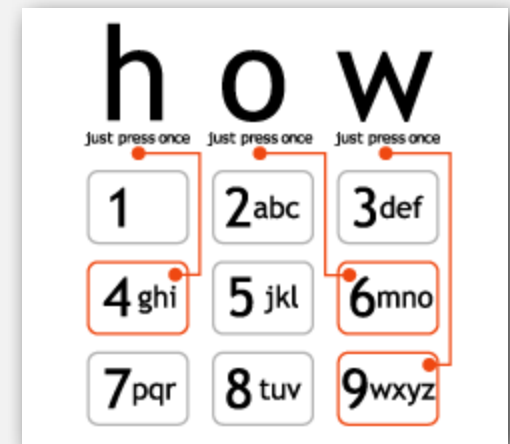 h o w
just press once just press once just press once
1 2abc 3def
4 ghi 5 jkl 6mno
7pqr 8 tuv 9wxyz